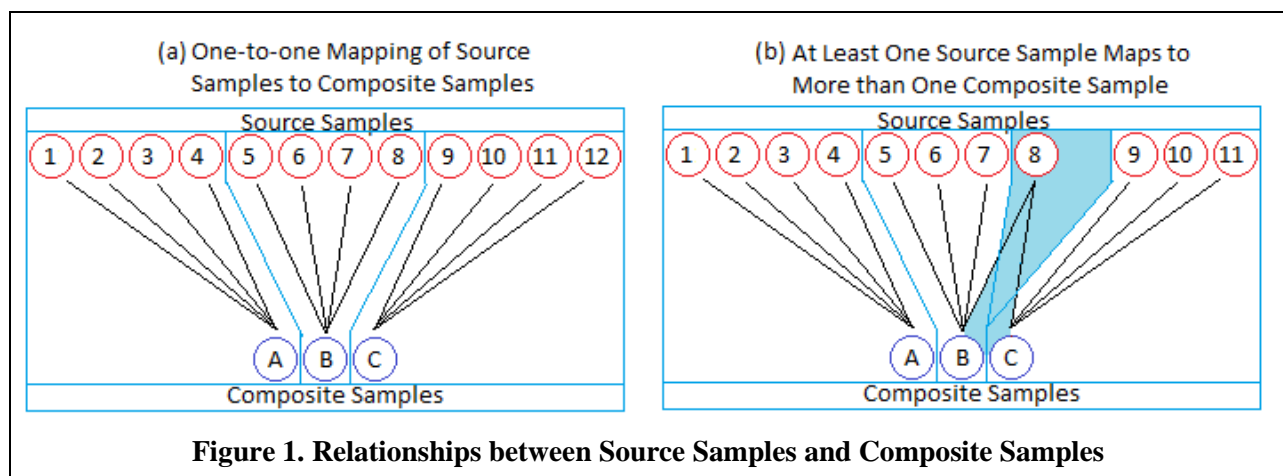 (a) One-to-one Mapping of Source
Samples to Composite Samples
Source Samples
1 2 3 4 5 6 7 8 9 10 11 12
A B C
Composite Samples
(b) At Least One Source Sample Maps to
More than One Composite Sample
Source Samples
1 2 3 4 5 6 7 8 9 10 11
A B C
Composite Samples
Figure 1. Relationships between Source Samples and Composite Samples